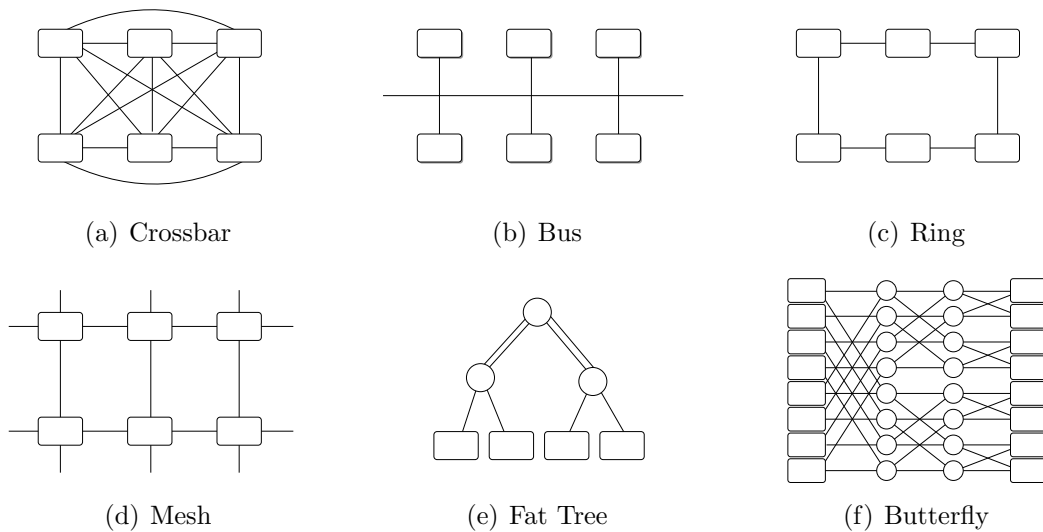 (a) Crossbar
(b) Bus
(c) Ring
(d) Mesh
(e) Fat Tree
(f) Butterfly